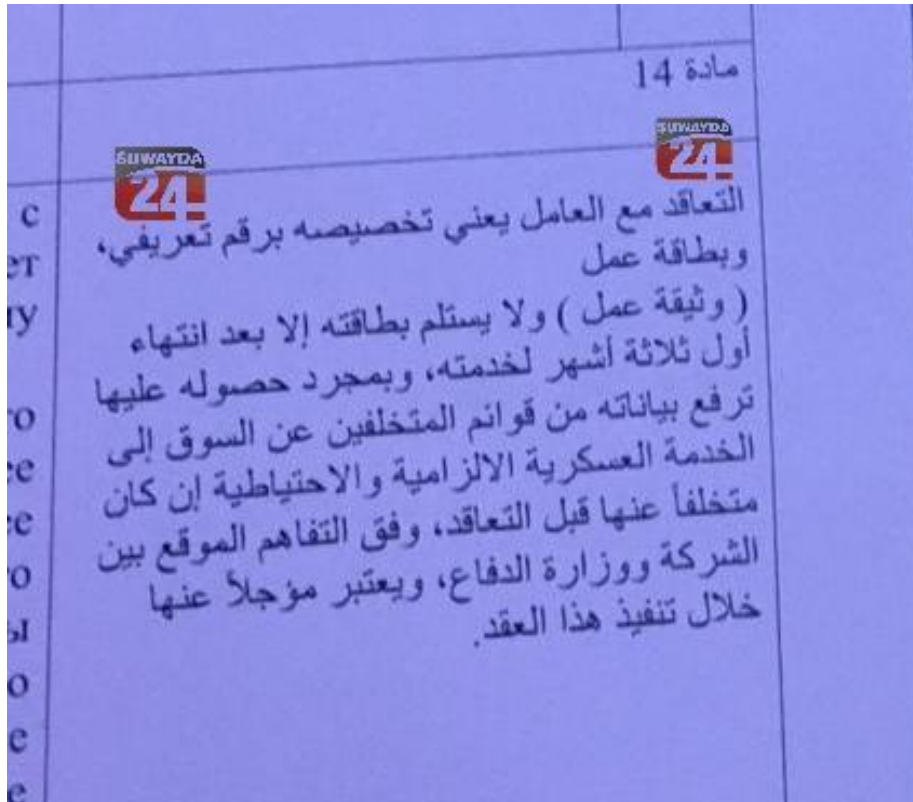 مادة 14
SUWAYDA
24
SUWAYDA
24
التعاقد مع العامل يعني تخصيصه برقم تعريفي،
وبطاقة عمل
( وثيقة عمل ) ولا يستلم بطاقته إلا بعد انتهاء
أول ثلاثة أشهر لخدمته، وبمجرد حصوله عليها
ترفع بياناته من قوائم المتخلفين عن السوق إلى
الخدمة العسكرية الالزامية والاحتياطية إن كان
متخلفاً عنها قبل التعاقد، وفق التفاهم الموقع بين
الشركة ووزارة الدفاع، ويعتبر مؤجلاً عنها
خلال تنفيذ هذا العقد.